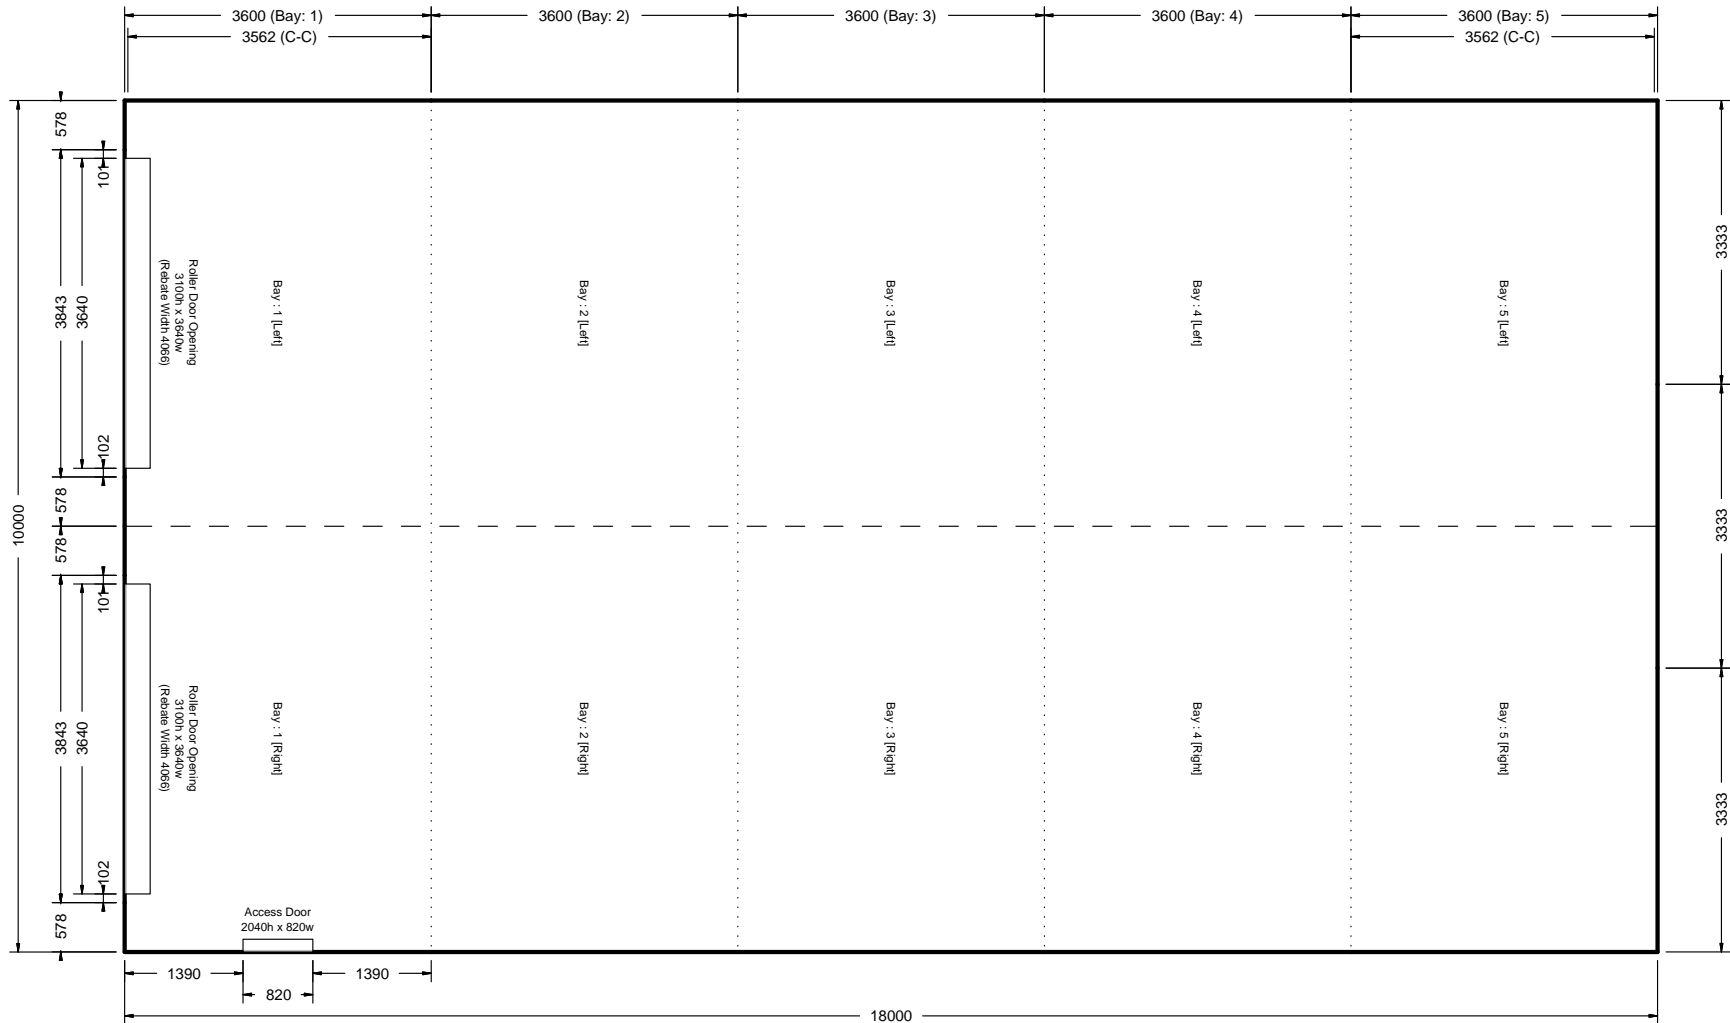 3600 (Bay: 1)
3600 (Bay: 2)
3600 (Bay: 3)
3600 (Bay: 4)
3600 (Bay: 5)
3562 (C-C)
3562 (C-C)
10000
578
3843
578
578
3843
578
3640
3640
101
102
101
102
Roller Door Opening
3100h x 3640w
(Rebate Width 4066)
Roller Door Opening
3100h x 3640w
(Rebate Width 4066)
Bay : 1 [Left]
Bay : 2 [Left]
Bay : 3 [Left]
Bay : 4 [Left]
Bay : 5 [Left]
Bay : 1 [Right]
Bay : 2 [Right]
Bay : 3 [Right]
Bay : 4 [Right]
Bay : 5 [Right]
3333
3333
3333
Access Door
2040h x 820w
1390
1390
820
18000